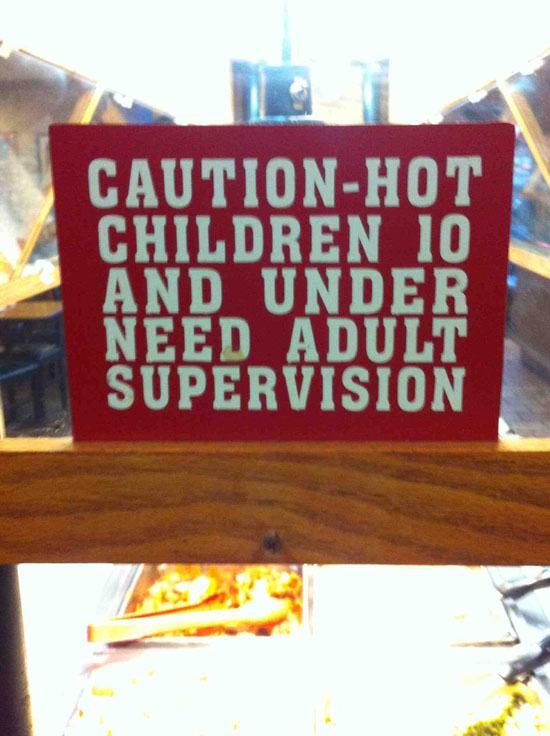 CAUTION-HOT
CHILDREN 10
AND UNDER
NEED ADULT
SUPERVISION